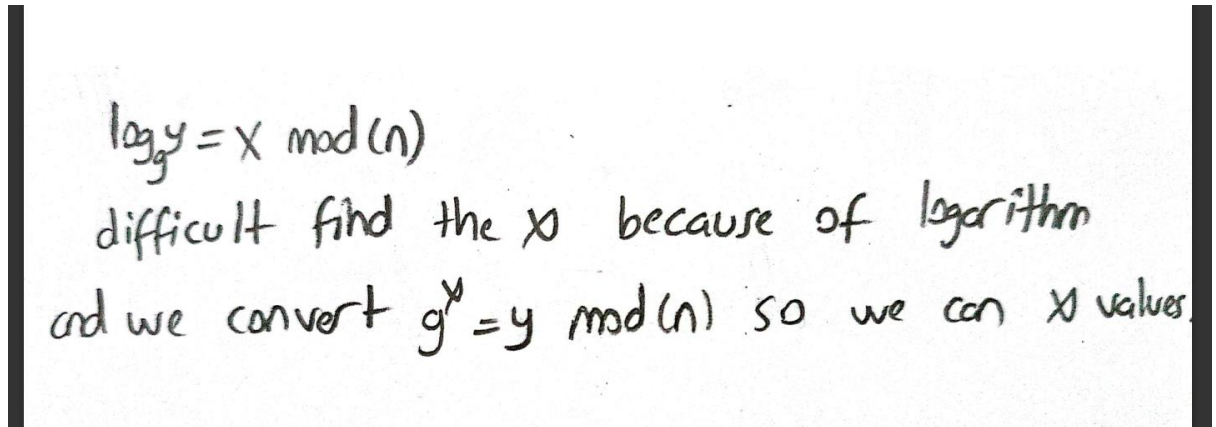 log_g y = x mod (n)
difficult find the x because of logarithm
and we convert g^x = y mod (n) so we can x values.